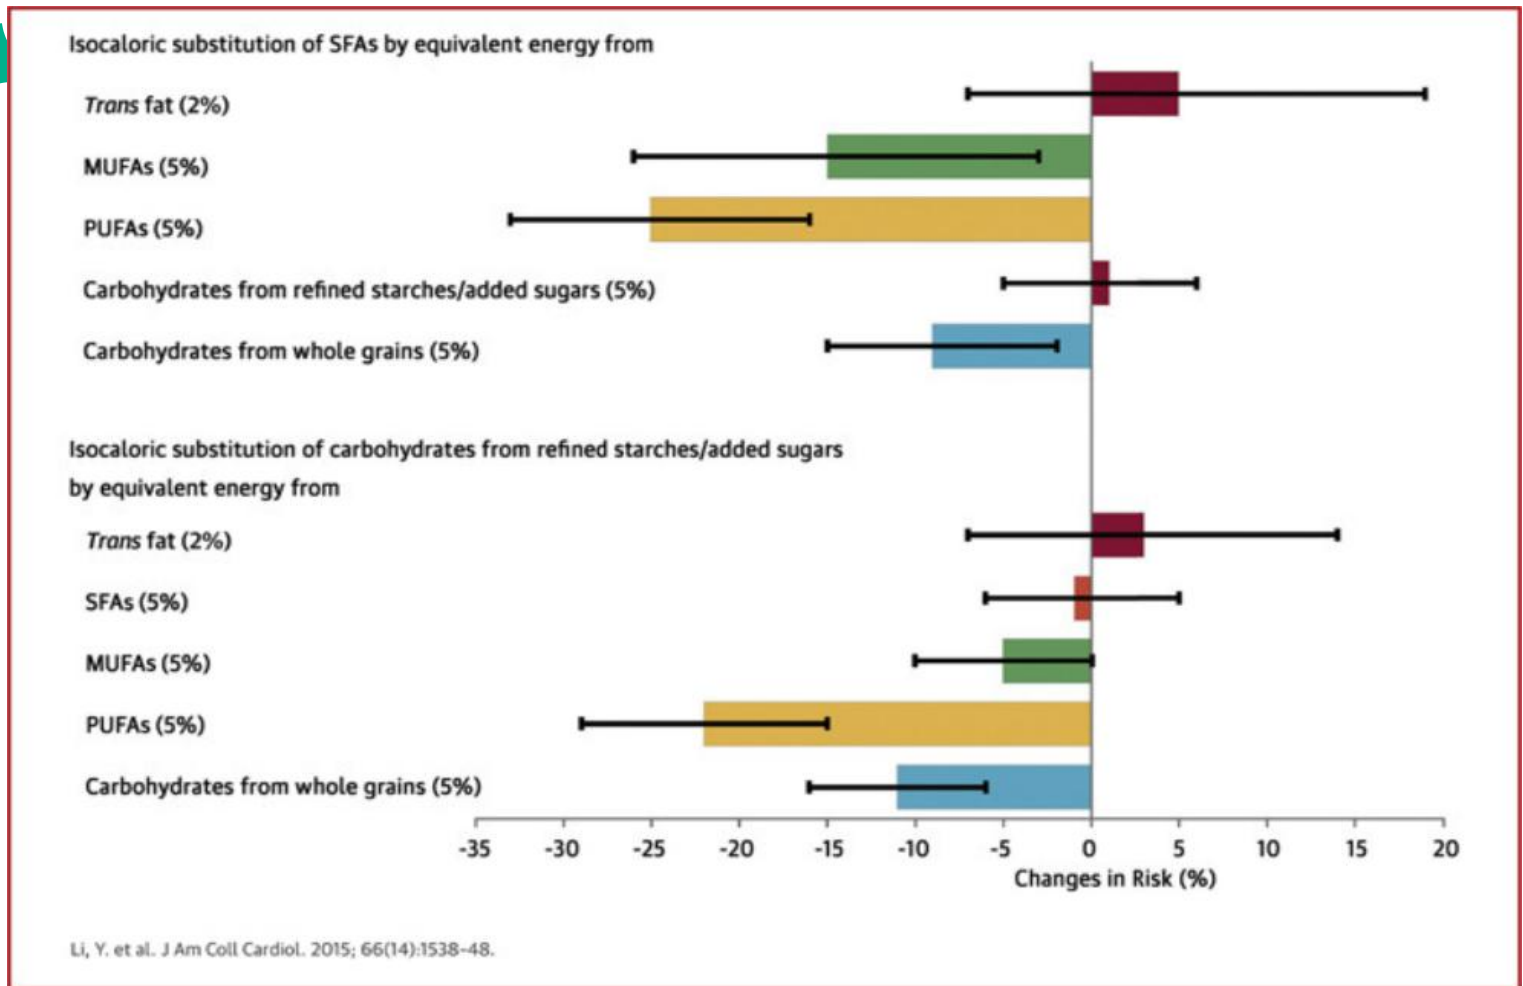 Isocaloric substitution of SFAs by equivalent energy from
Trans fat (2%)
MUFAs (5%)
PUFAs (5%)
Carbohydrates from refined starches/added sugars (5%)
Carbohydrates from whole grains (5%)
Isocaloric substitution of carbohydrates from refined starches/added sugars
by equivalent energy from
Trans fat (2%)
SFAs (5%)
MUFAs (5%)
PUFAs (5%)
Carbohydrates from whole grains (5%)
-35 -30 -25 -20 -15 -10 -5 0 5 10 15 20
Changes in Risk (%)
Li, Y. et al. J Am Coll Cardiol. 2015; 66(14):1538-48.